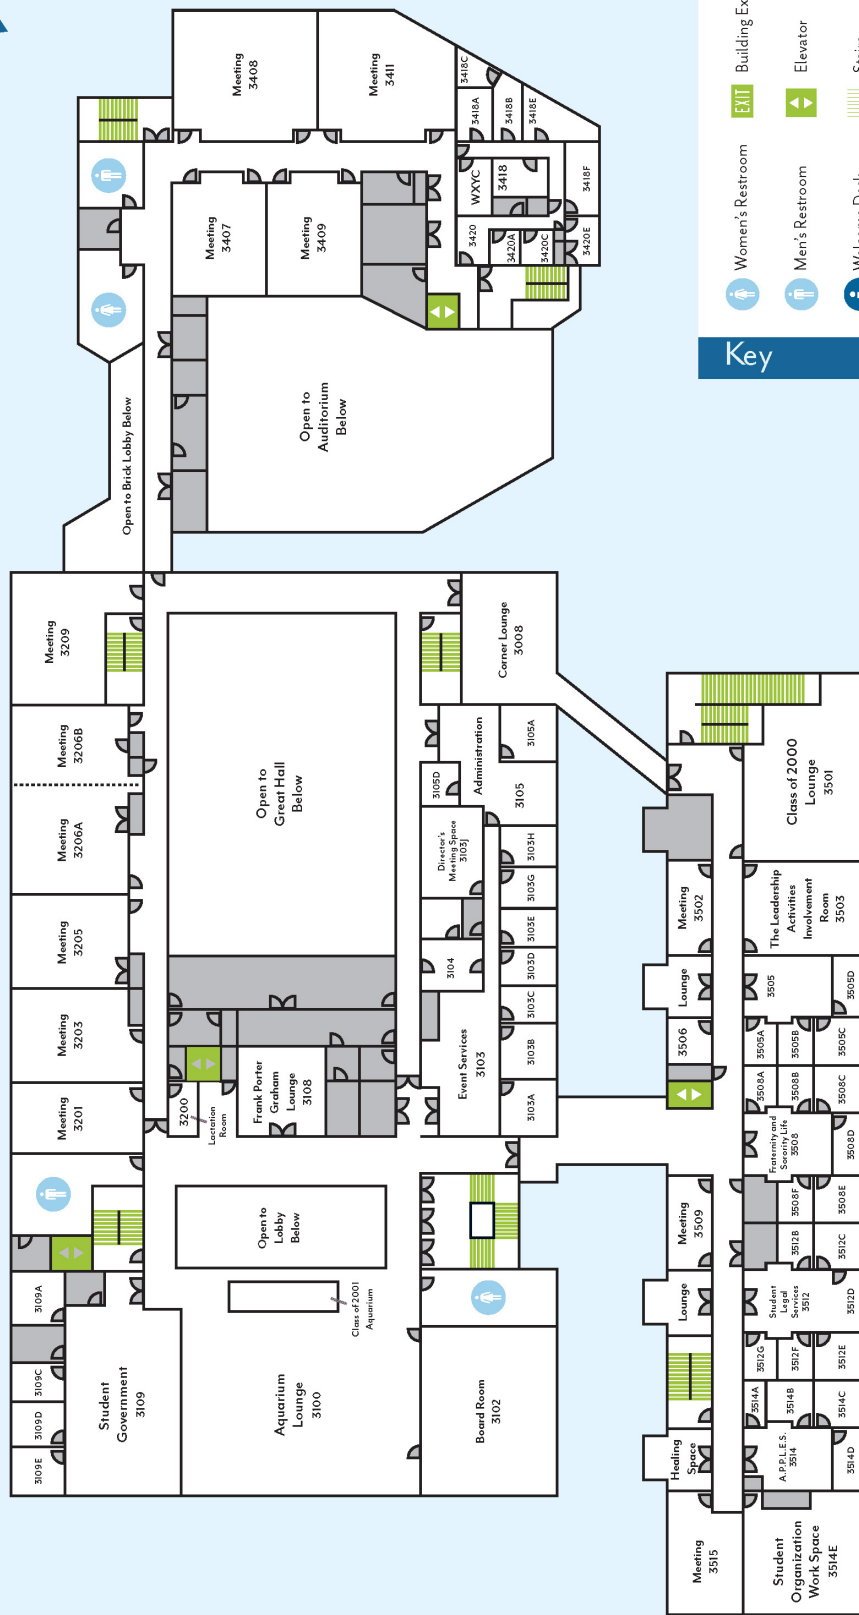 Meeting
3408
Meeting
3411
3418C
3418A
3418B
3418E
WXYC
3418
3418F
Meeting
3407
Meeting
3409
3420
3420A
3420C
3420E
Open to
Auditorium
Below
Open to Brick Lobby Below
Key
Women's Restroom
Men's Restroom
Building Ex
EXIT
Elevator
Meeting
3209
Meeting
3206B
Meeting
3206A
Meeting
3205
Meeting
3203
Meeting
3201
Open to
Great Hall
Below
Corner Lounge
3008
Administration
3105
3105A
3105D
Director's
Meeting Space
3103J
3103H
3103G
3103E
3103D
3103C
3103B
3103A
3104
Event Services
3103
3200
Lactation
Room
Frank Porter
Graham
Lounge
3108
Open to
Lobby
Below
Class of 2001
Aquarium
Aquarium
Lounge
3100
Board Room
3102
3109A
3109C
3109D
3109E
Student
Government
3109
Class of 2000
Lounge
3501
Meeting
3502
The Leadership
Activities
Involvement
Room
3503
Lounge
3506
3505
3505A
3505B
3505C
3505D
3508A
3508B
3508C
3508D
Fraternity and
Sorority Life
3508
3508F
3508E
Meeting
3509
Lounge
3512B
3512C
Student
Legal
Services
3512
3512D
3512G
3512F
3512E
3514A
3514B
3514C
Healing
Space
A.P.P.L.E.S.
3514
3514D
Meeting
3515
Student
Organization
Work Space
3514E